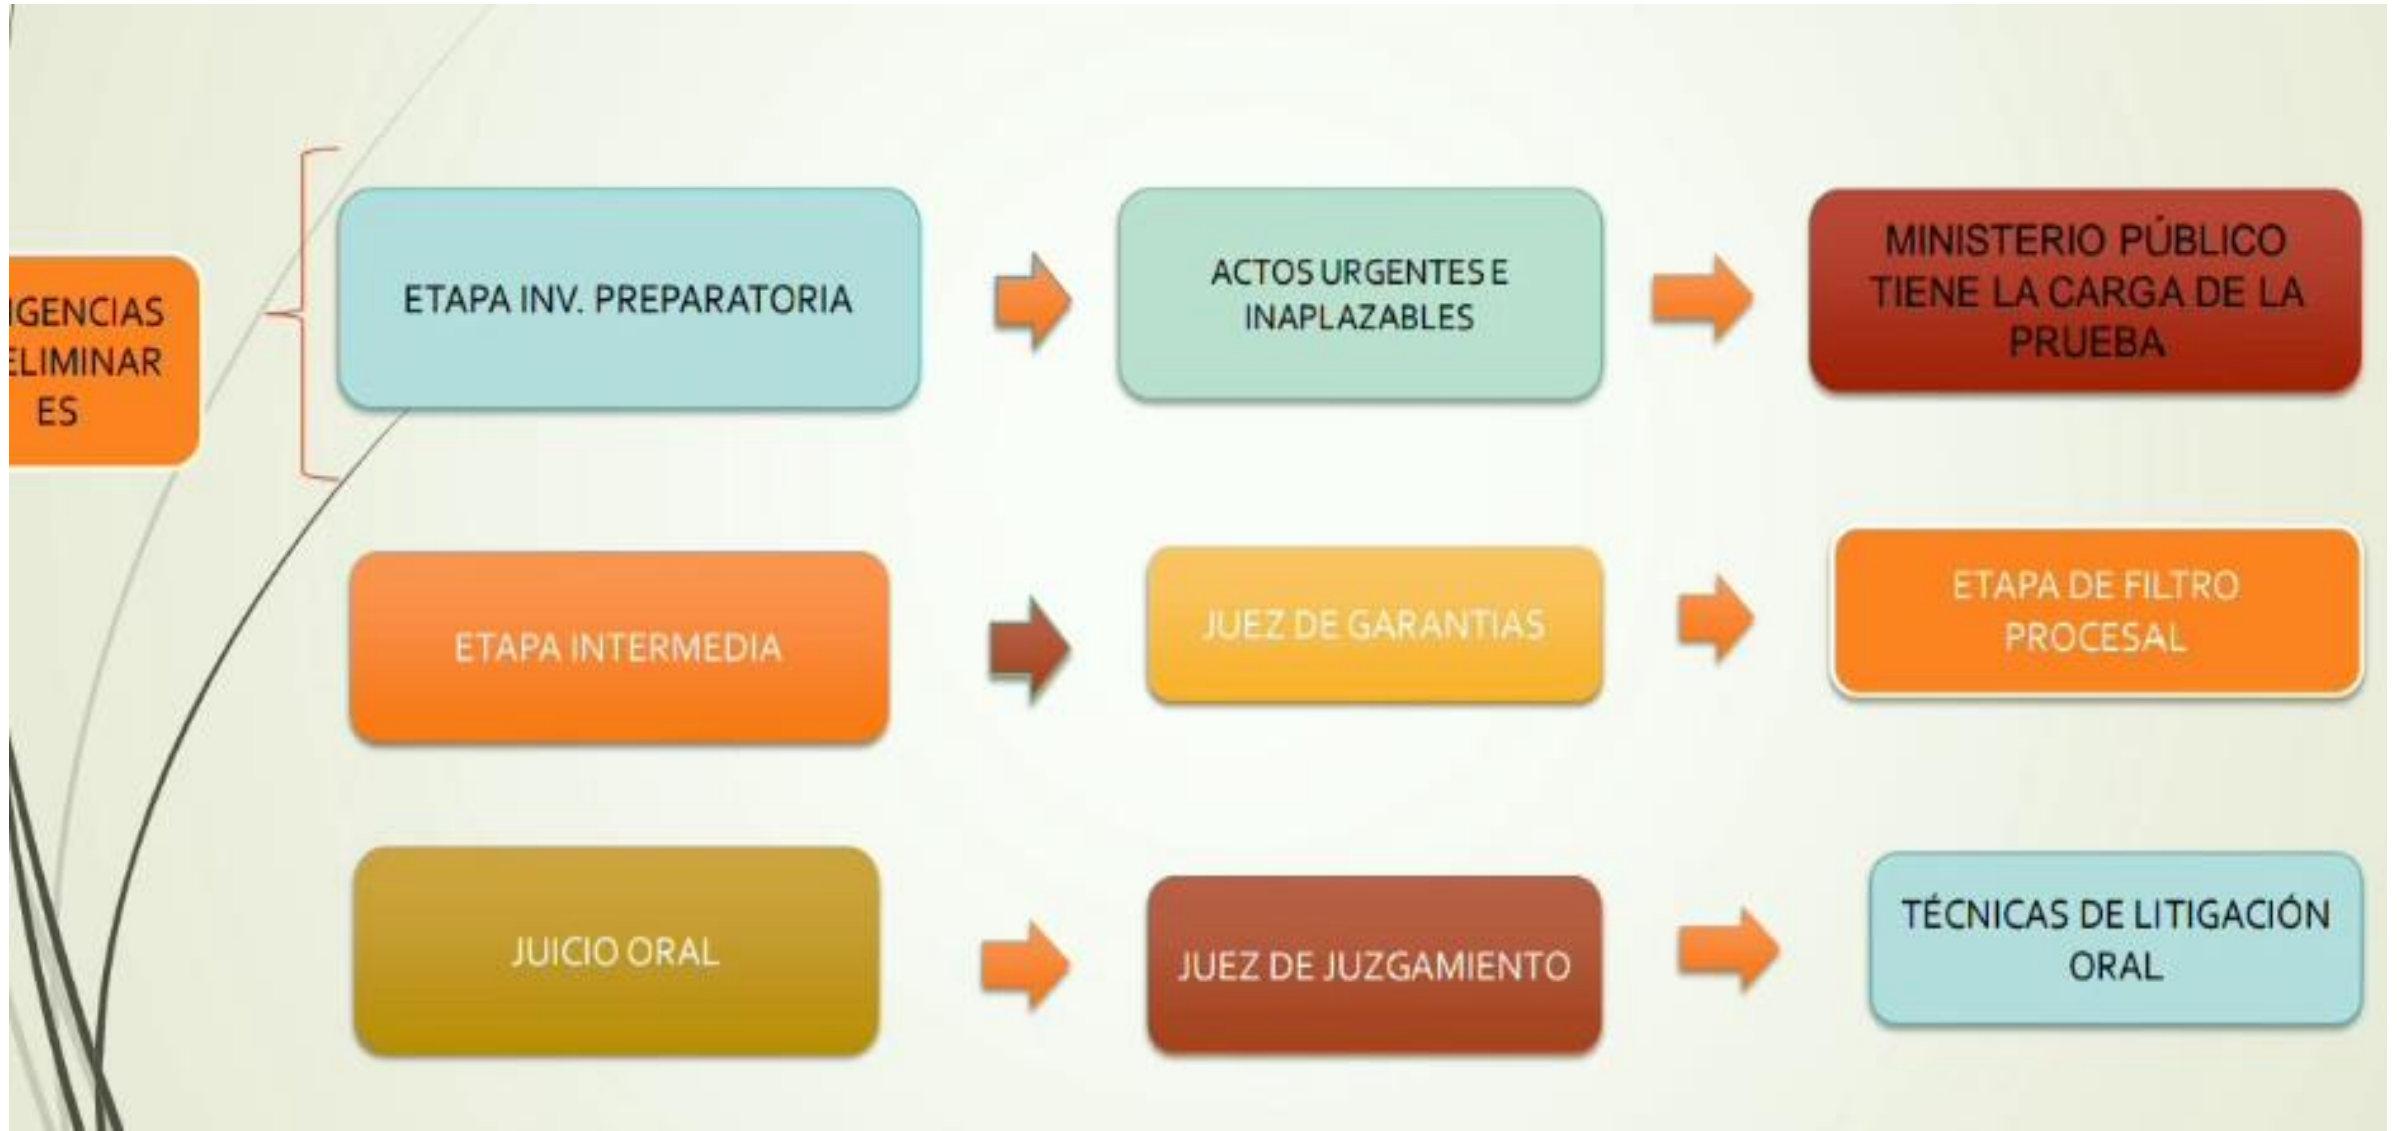 IGENCIAS
ELIMINAR
ES
ETAPA INV. PREPARATORIA
ACTOS URGENTES E
INAPLAZABLES
MINISTERIO PÚBLICO
TIENE LA CARGA DE LA
PRUEBA
ETAPA INTERMEDIA
JUEZ DE GARANTIAS
ETAPA DE FILTRO
PROCESAL
JUICIO ORAL
JUEZ DE JUZGAMIENTO
TÉCNICAS DE LITIGACIÓN
ORAL